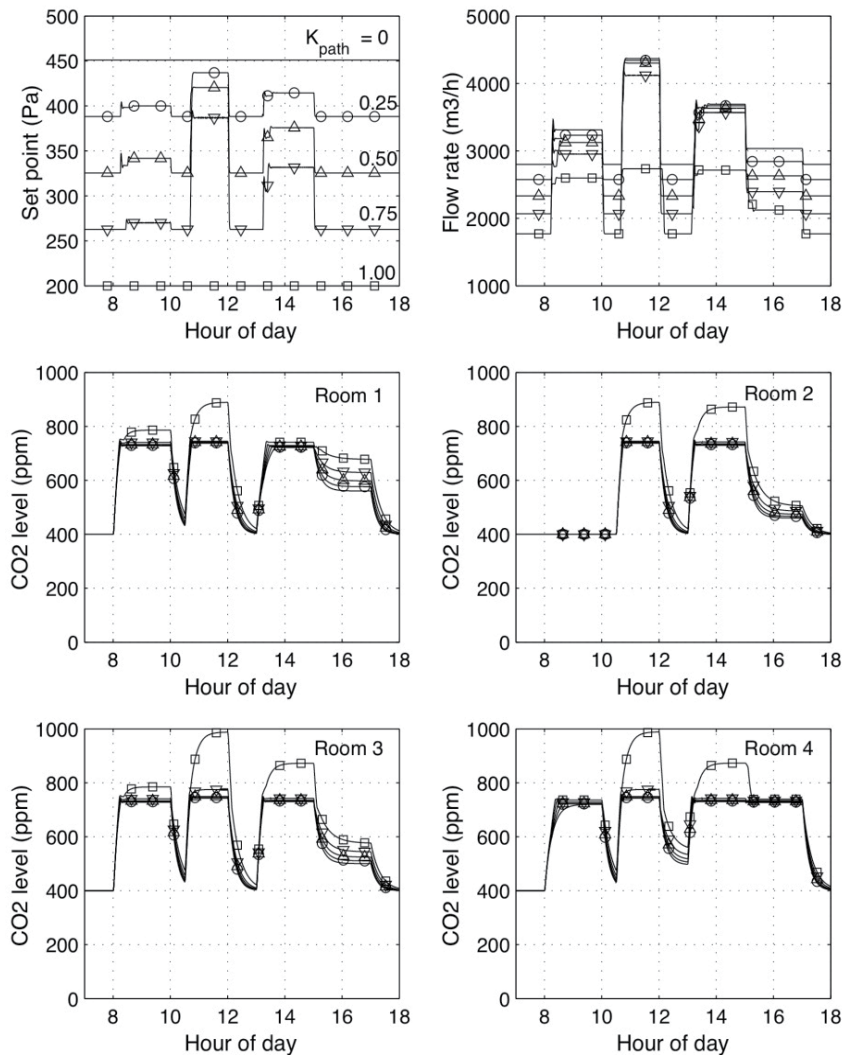 500
450
400
350
300
250
200
Set point (Pa)
K_path = 0
0.25
0.50
0.75
1.00
8 10 12 14 16 18
Hour of day
5000
4000
3000
2000
1000
Flow rate (m3/h)
8 10 12 14 16 18
Hour of day
1000
800
600
400
200
0
CO2 level (ppm)
Room 1
8 10 12 14 16 18
Hour of day
1000
800
600
400
200
0
CO2 level (ppm)
Room 2
8 10 12 14 16 18
Hour of day
1000
800
600
400
200
0
CO2 level (ppm)
Room 3
8 10 12 14 16 18
Hour of day
1000
800
600
400
200
0
CO2 level (ppm)
Room 4
8 10 12 14 16 18
Hour of day